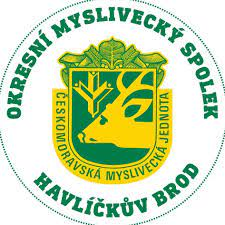 OKRESNÍ MYSLIVECKÝ SPOLEK
ČESKOMORAVSKÁ MYSLIVECKÁ JEDNOTA
HAVLÍČKŮV BROD